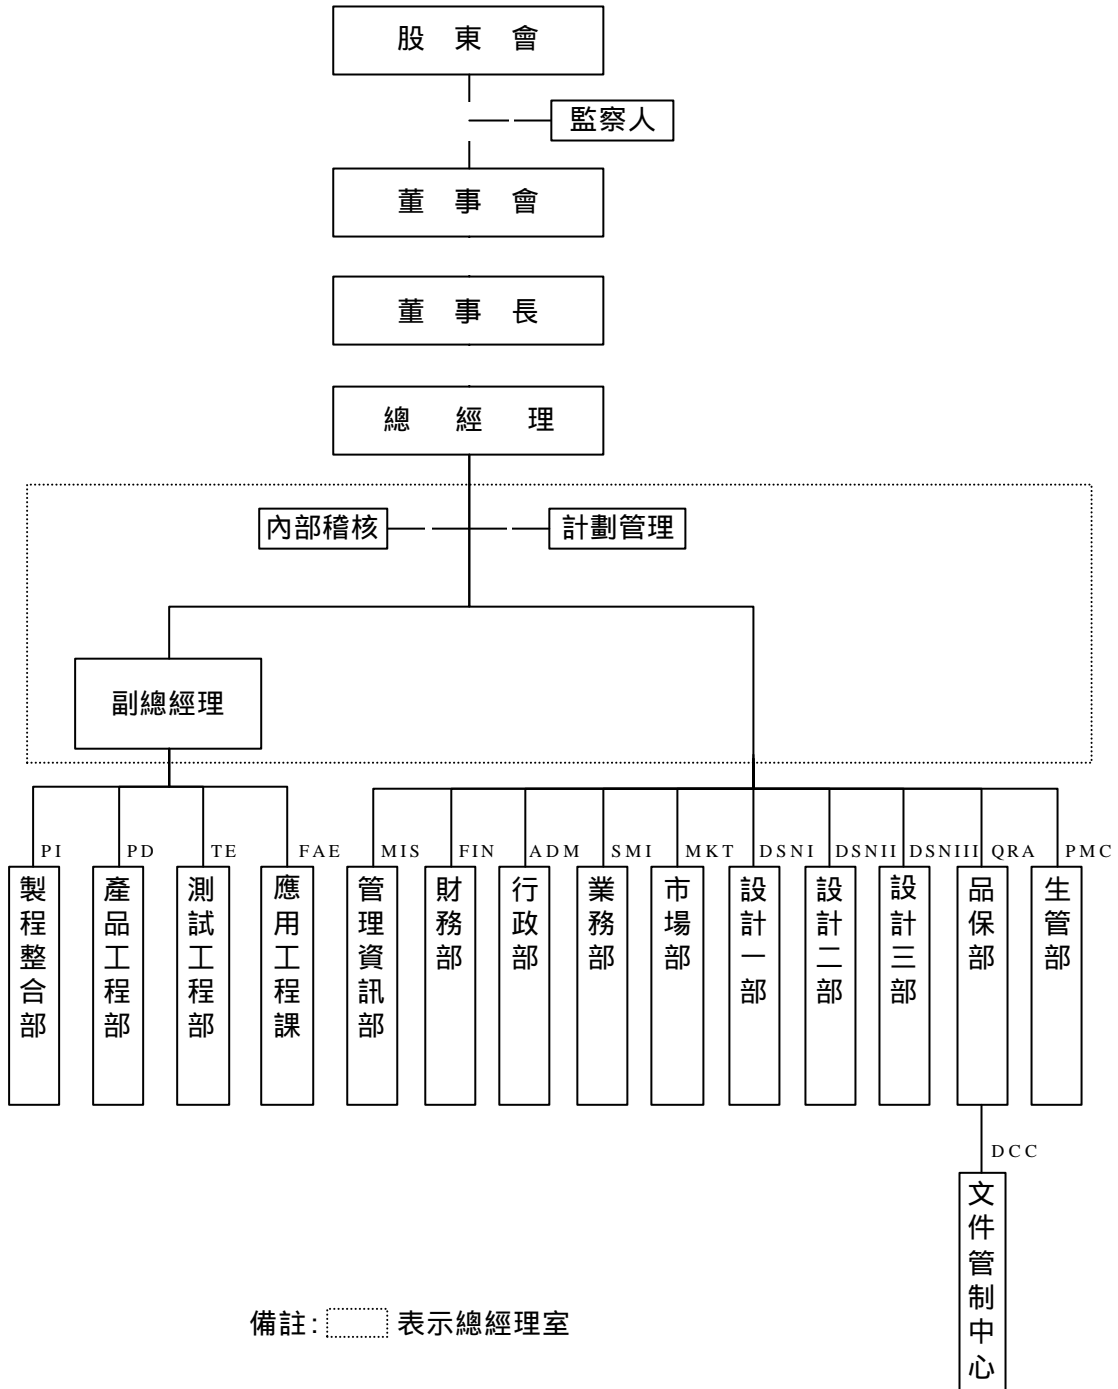 股東會
監察人
董事會
董事長
總經理
內部稽核
計劃管理
副總經理
PI
製程整合部
PD
產品工程部
TE
測試工程部
FAE
應用工程課
MIS
管理資訊部
FIN
財務部
ADM
行政部
SMI
業務部
MKT
市場部
DSNI
設計一部
DSNII
設計二部
DSNIII
設計三部
QRA
品保部
PMC
生管部
DCC
文件管制中心
備註: 表示總經理室